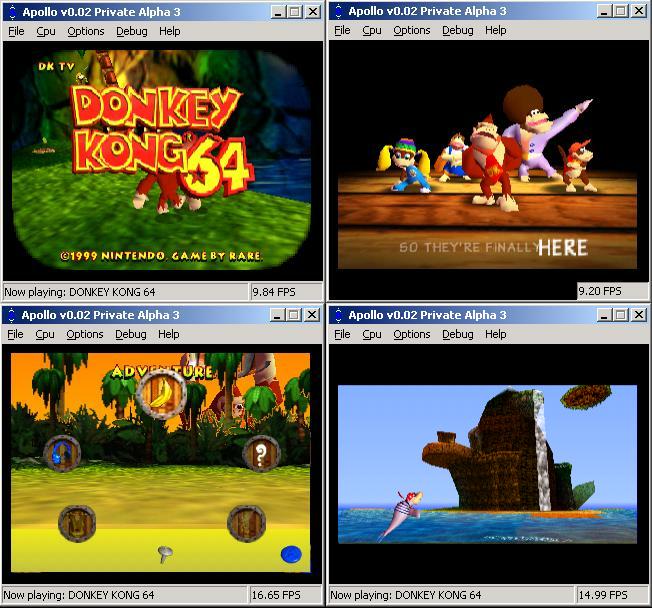 Apollo v0.02 Private Alpha 3
File Cpu Options Debug Help
DK TV
DONKEY
KONG 64
©1999 NINTENDO. GAME BY RARE.
Now playing: DONKEY KONG 64 9.84 FPS
Apollo v0.02 Private Alpha 3
File Cpu Options Debug Help
SO THEY'RE FINALLY HERE
9.20 FPS
Apollo v0.02 Private Alpha 3
File Cpu Options Debug Help
ADVENTURE
?
Now playing: DONKEY KONG 64 16.65 FPS
Apollo v0.02 Private Alpha 3
File Cpu Options Debug Help
Now playing: DONKEY KONG 64 14.99 FPS